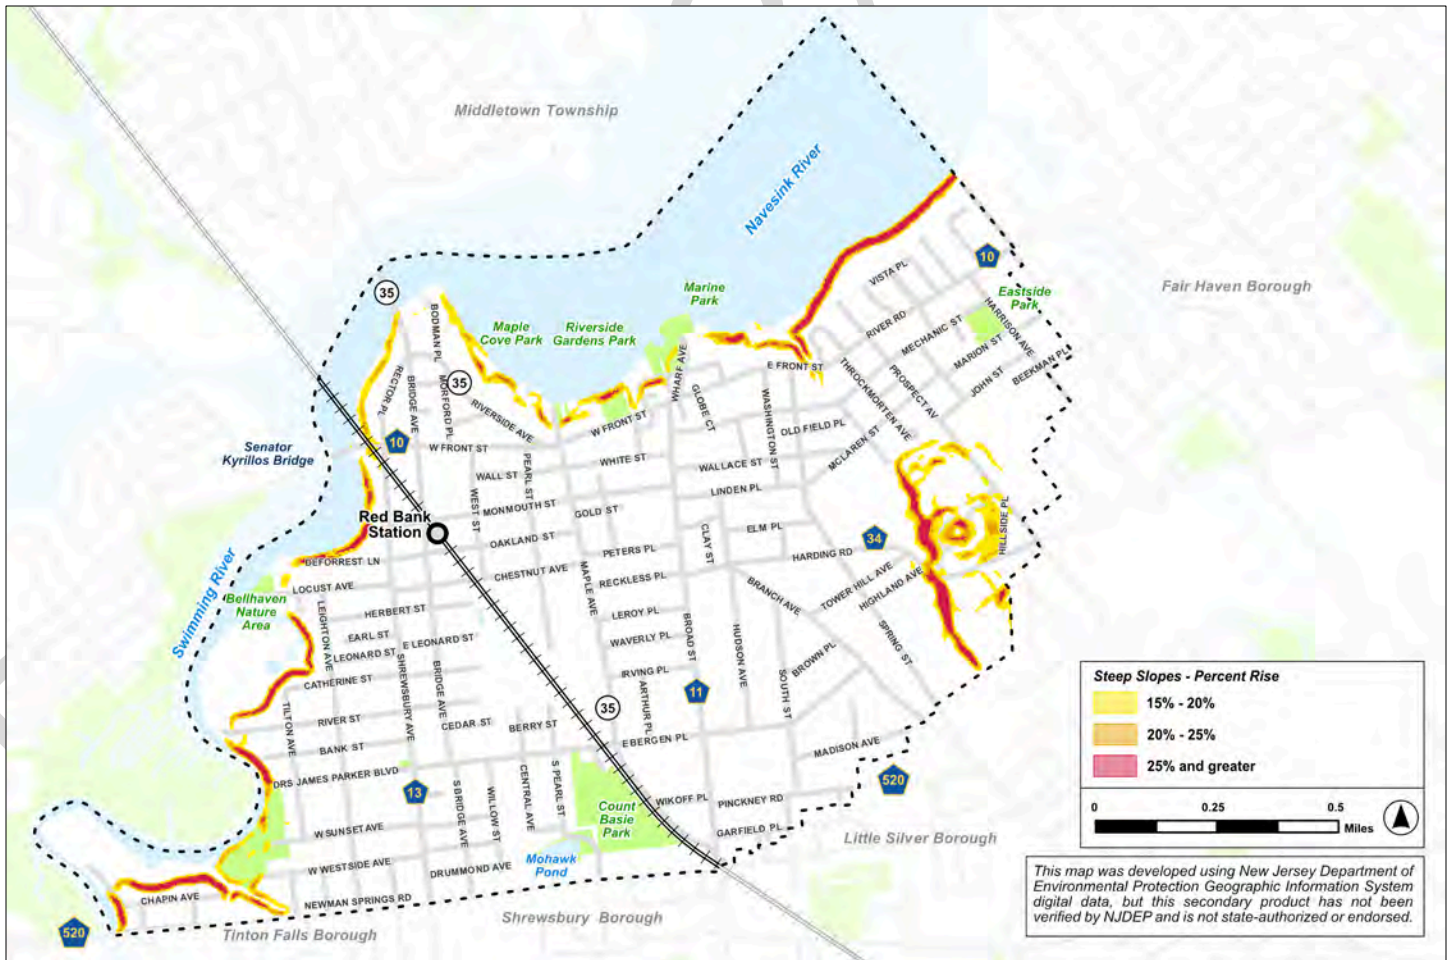 Middletown Township
Navesink River
10
Fair Haven Borough
Eastside
Park
VISTA PL
35
Marine
Park
HARRISON AVE
BODMAN PL
Maple
Cove Park
Riverside
Gardens Park
RIVER RD
MECHANIC ST
MARION ST
BEEKMAN PL
WHARF AVE
E FRONT ST
THROCKMORTEN AVE
PROSPECT AV
JOHN ST
35
RECTOR PL
BRIDGE AVE
MORFORD PL
RIVERSIDE AVE
GLOBE CT
WASHINGTON ST
W FRONT ST
OLD FIELD PL
10
Senator
Kyrillos Bridge
W FRONT ST
MCLAREN ST
WHITE ST
WALLACE ST
WALL ST
PEARL ST
LINDEN PL
WEST ST
MONMOUTH ST
GOLD ST
HILLSIDE PL
Red Bank
Station
ELM PL
CLAY ST
34
OAKLAND ST
PETERS PL
HARDING RD
DEFORREST LN
CHESTNUT AVE
MAPLE AVE
RECKLESS PL
TOWER HILL AVE
HIGHLAND AVE
BRANCH AVE
LOCUST AVE
Swimming River
Bellhaven
Nature
Area
HERBERT ST
LEIGHTON AVE
LEROY PL
BROAD ST
HUDSON AVE
SPRING ST
EARL ST
E LEONARD ST
WAVERLY PL
LEONARD ST
BROWN PL
SHREWSBURY AVE
BRIDGE AVE
CATHERINE ST
IRVING PL
ARTHUR PL
SOUTH ST
11
35
TILTON AVE
RIVER ST
CEDAR ST
BERRY ST
BANK ST
E BERGEN PL
MADISON AVE
DRS JAMES PARKER BLVD
520
13
S BRIDGE AVE
WILLOW ST
CENTRAL AVE
S PEARL ST
Count
Basie
Park
WIKOFF PL
PINCKNEY RD
GARFIELD PL
W SUNSET AVE
Little Silver Borough
W WESTSIDE AVE
DRUMMOND AVE
Mohawk
Pond
CHAPIN AVE
NEWMAN SPRINGS RD
Shrewsbury Borough
520
Tinton Falls Borough
Steep Slopes - Percent Rise
15% - 20%
20% - 25%
25% and greater
0 0.25 0.5
Miles
This map was developed using New Jersey Department of
Environmental Protection Geographic Information System
digital data, but this secondary product has not been
verified by NJDEP and is not state-authorized or endorsed.